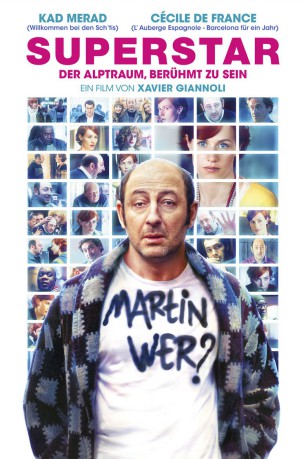 KAD MERAD
(Willkommen bei den Sch'tis)
CÉCILE DE FRANCE
(L' Auberge Espagnole - Barcelona für ein Jahr)
SUPERSTAR
DER ALPTRAUM, BERÜHMT ZU SEIN
EIN FILM VON XAVIER GIANNOLI
MARTIN
WER?